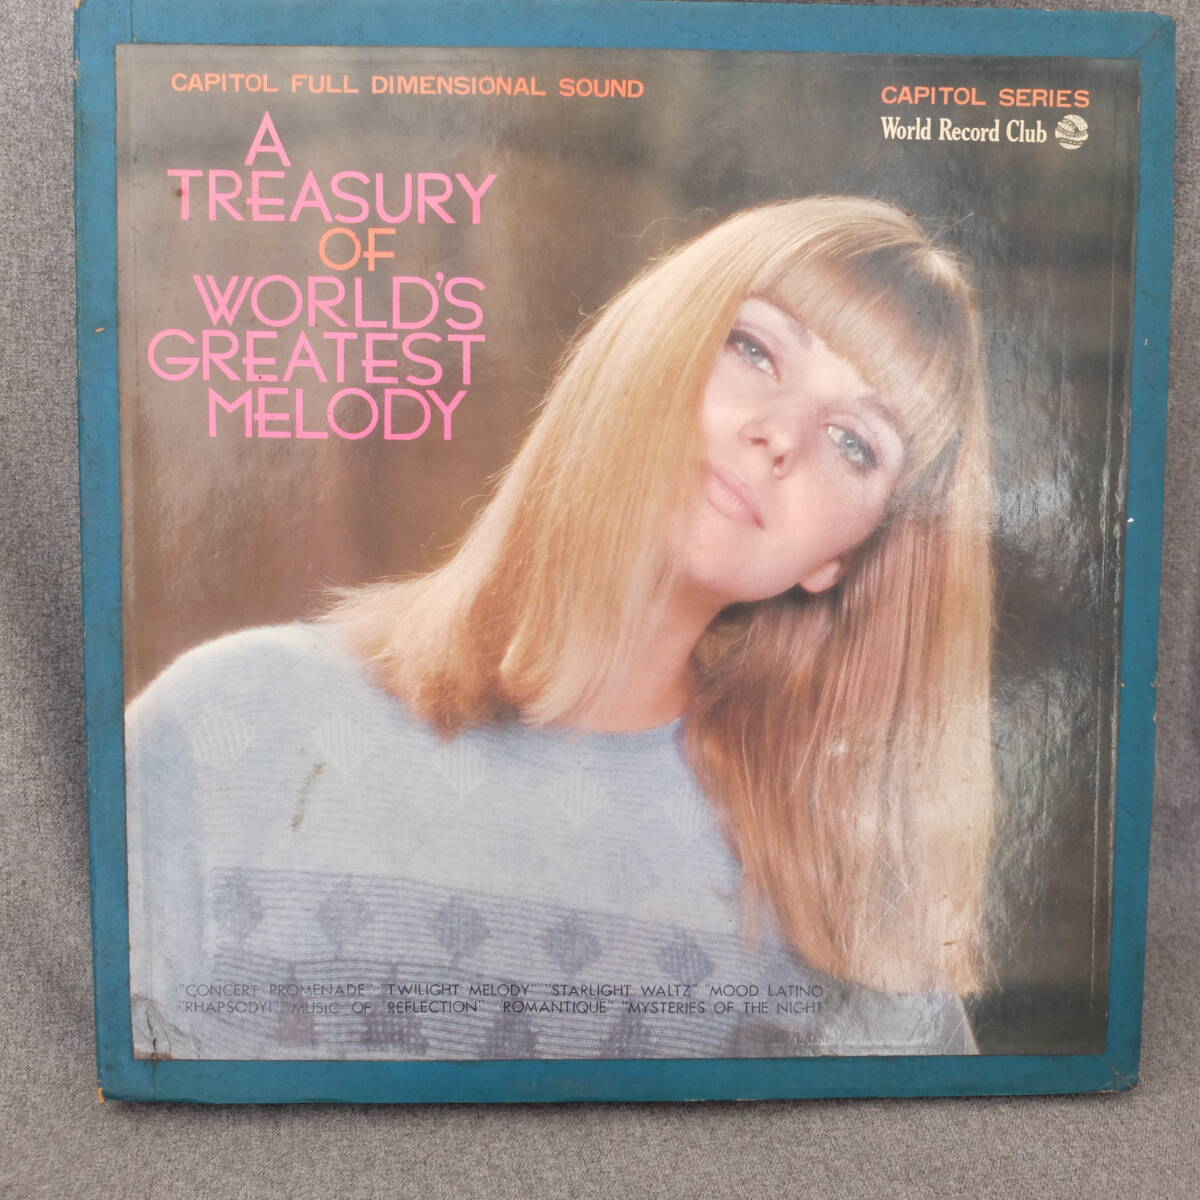 CAPITOL FULL DIMENSIONAL SOUND
CAPITOL SERIES
World Record Club
A
TREASURY
OF
WORLD'S
GREATEST
MELODY
"CONCERT PROMENADE" "TWILIGHT MELODY" "STARLIGHT WALTZ" "MOOD LATINO"
"RHAPSODY" "MUSIC OF REFLECTION" "ROMANTIQUE" "MYSTERIES OF THE NIGHT"